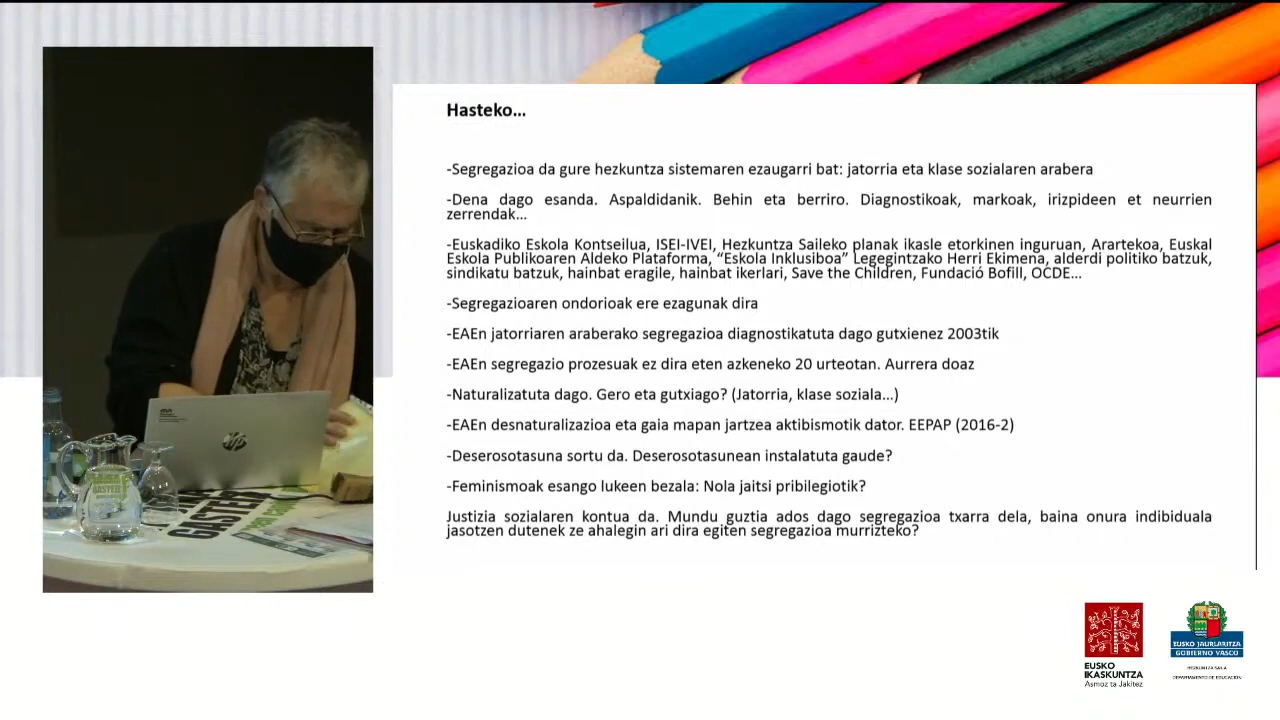 Hasteko...
-Segregazioa da gure hezkuntza sistemaren ezaugarri bat: jatorria eta klase sozialaren arabera
-Dena dago esanda. Aspaldidanik. Behin eta berriro. Diagnostikoak, markoak, irizpideen et neurrien
zerrendak...
-Euskadiko Eskola Kontseilua, ISEI-IVEI, Hezkuntza Saileko planak ikasle etorkinen inguruan, Arartekoa, Euskal
Eskola Publikoaren Aldeko Plataforma, “Eskola Inklusiboa” Legegintzako Herri Ekimena, alderdi politiko batzuk,
sindikatu batzuk, hainbat eragile, hainbat ikerlari, Save the Children, Fundació Bofill, OCDE...
-Segregazioaren ondorioak ere ezagunak dira
-EAEn jatorriaren araberako segregazioa diagnostikatuta dago gutxienez 2003tik
-EAEn segregazio prozesuak ez dira eten azkeneko 20 urteotan. Aurrera doaz
-Naturalizatuta dago. Gero eta gutxiago? (Jatorria, klase soziala...)
-EAEn desnaturalizazioa eta gaia mapan jartzea aktibismotik dator. EEPAP (2016-2)
-Deserosotasuna sortu da. Deserosotasunean instalatuta gaude?
-Feminismoak esango lukeen bezala: Nola jaitsi pribilegiotik?
Justizia sozialaren kontua da. Mundu guztia ados dago segregazioa txarra dela, baina onura indibiduala
jasotzen dutenek ze ahalegin ari dira egiten segregazioa murrizteko?
hp
GASTEIZ
EUSKO
IKASKUNTZA
Asmoz ta Jakitez
EUSKO JAURLARITZA
GOBIERNO VASCO
HEZKUNTZA SAILA
DEPARTAMENTO DE EDUCACIÓN